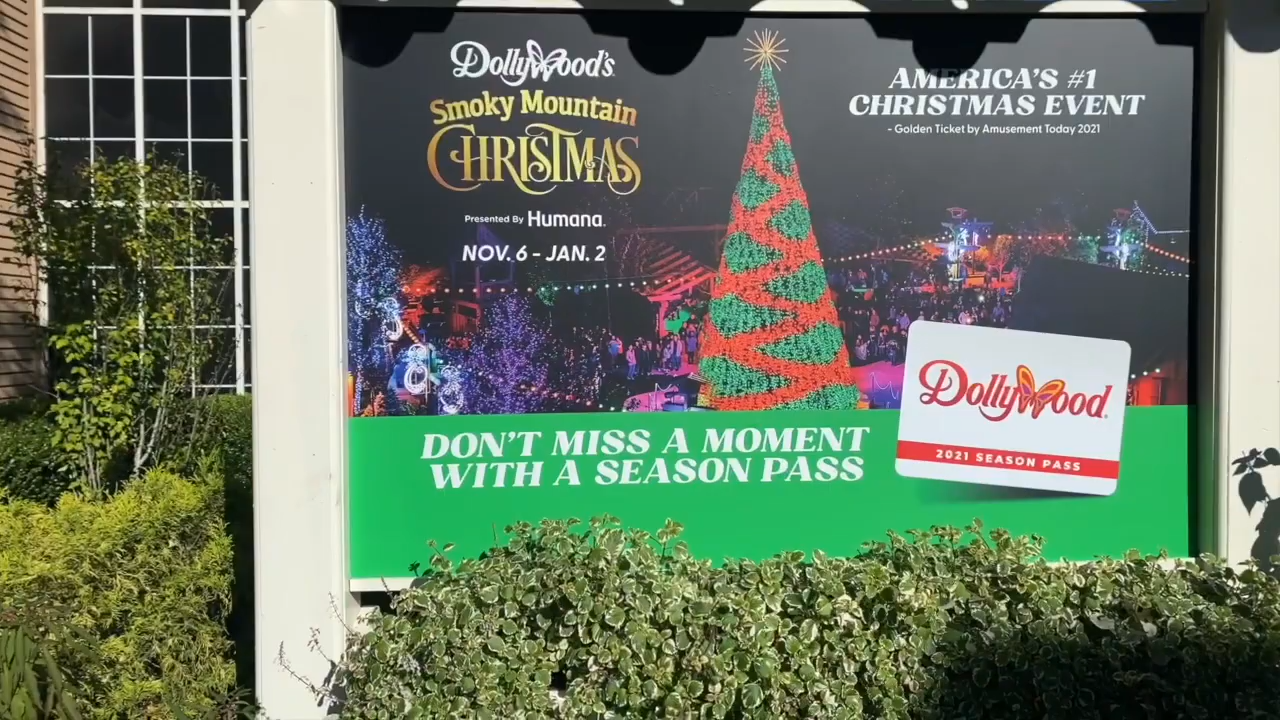 Dollywood's
Smoky Mountain
CHRISTMAS
Presented By Humana.
NOV. 6 - JAN. 2
AMERICA'S #1
CHRISTMAS EVENT
- Golden Ticket by Amusement Today 2021
DON'T MISS A MOMENT
WITH A SEASON PASS
Dollywood
2021 SEASON PASS